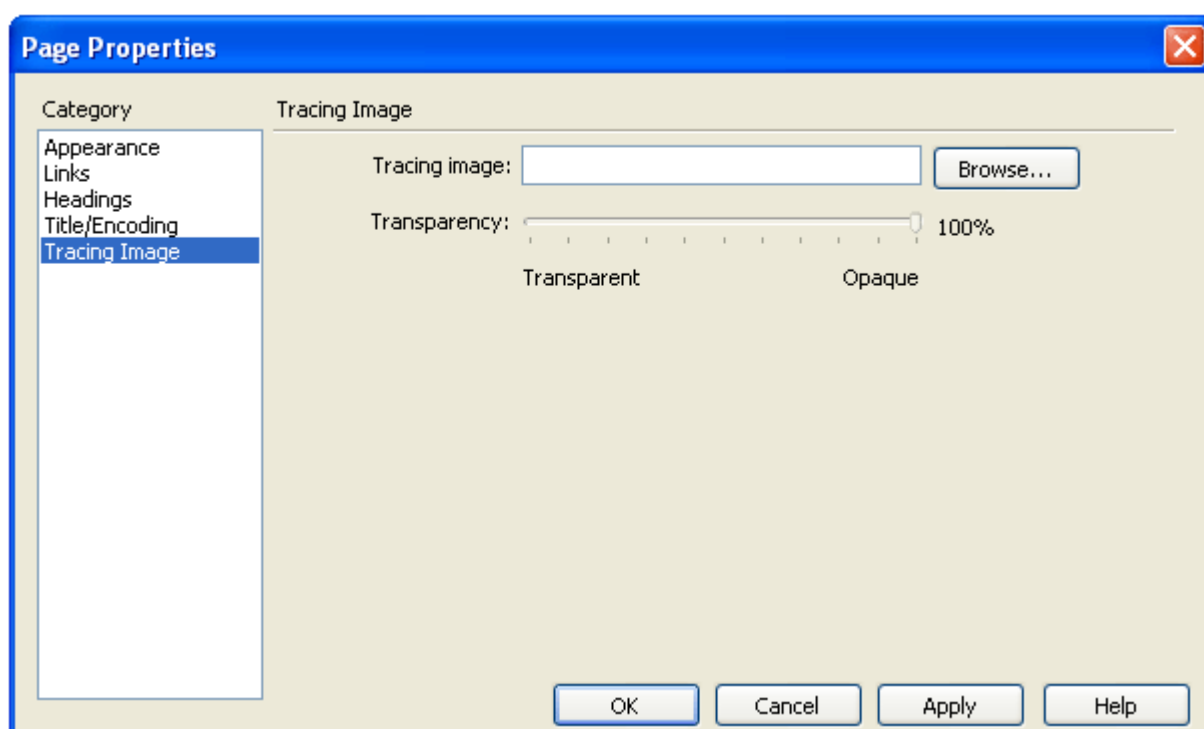 Page Properties
Category
Appearance
Links
Headings
Title/Encoding
Tracing Image
Tracing Image
Tracing image: Browse...
Transparency: 100%
Transparent Opaque
OK Cancel Apply Help